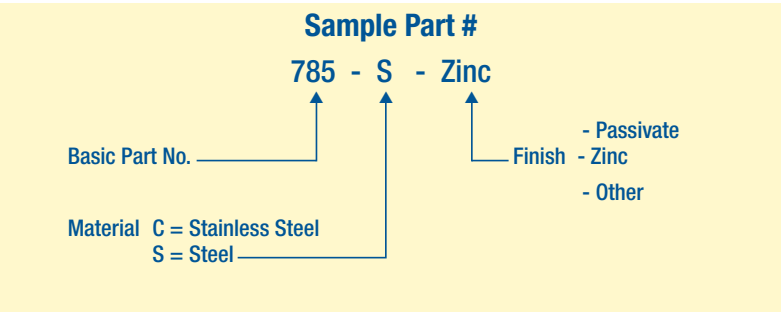 Sample Part #
785 - S - Zinc
- Passivate
Basic Part No.
Finish - Zinc
- Other
Material C = Stainless Steel
S = Steel